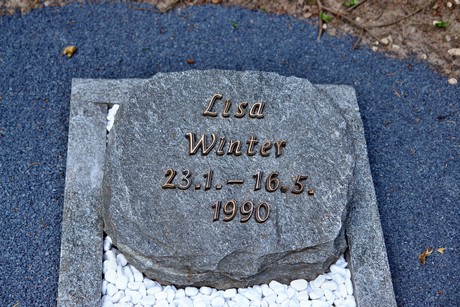 Lisa
Winter
23.1. – 16.5.
1990